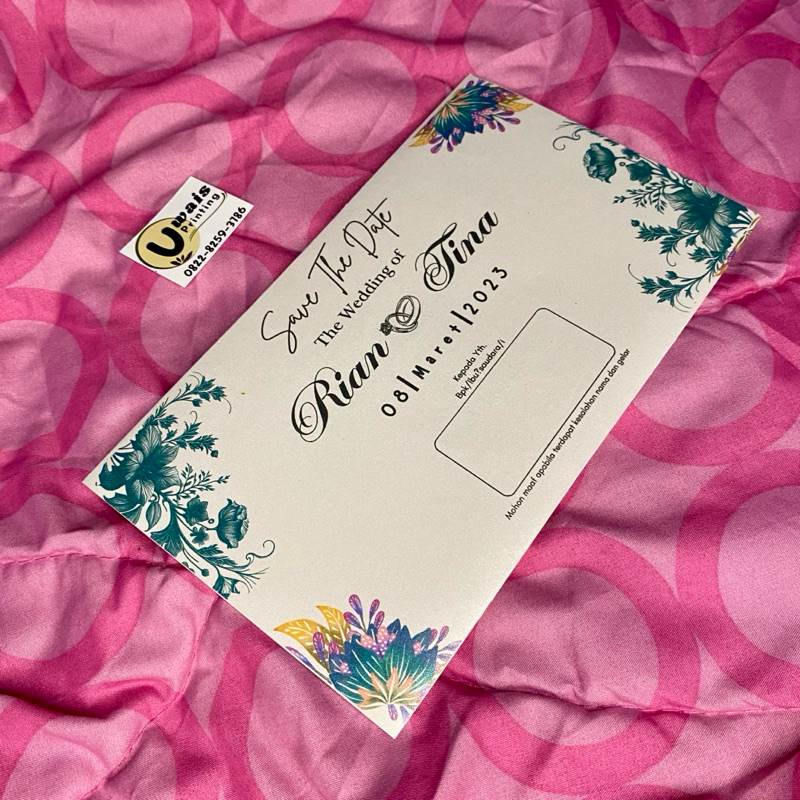 Uwais
Printing
0822-8259-3786
Save The Date
The Wedding of
Rian
Tina
08|Maret|2023
Kepada Yth.
Bpk/Ibu?saudara/i
Mohon maaf apabila terdapat kesalahan nama dan gelar